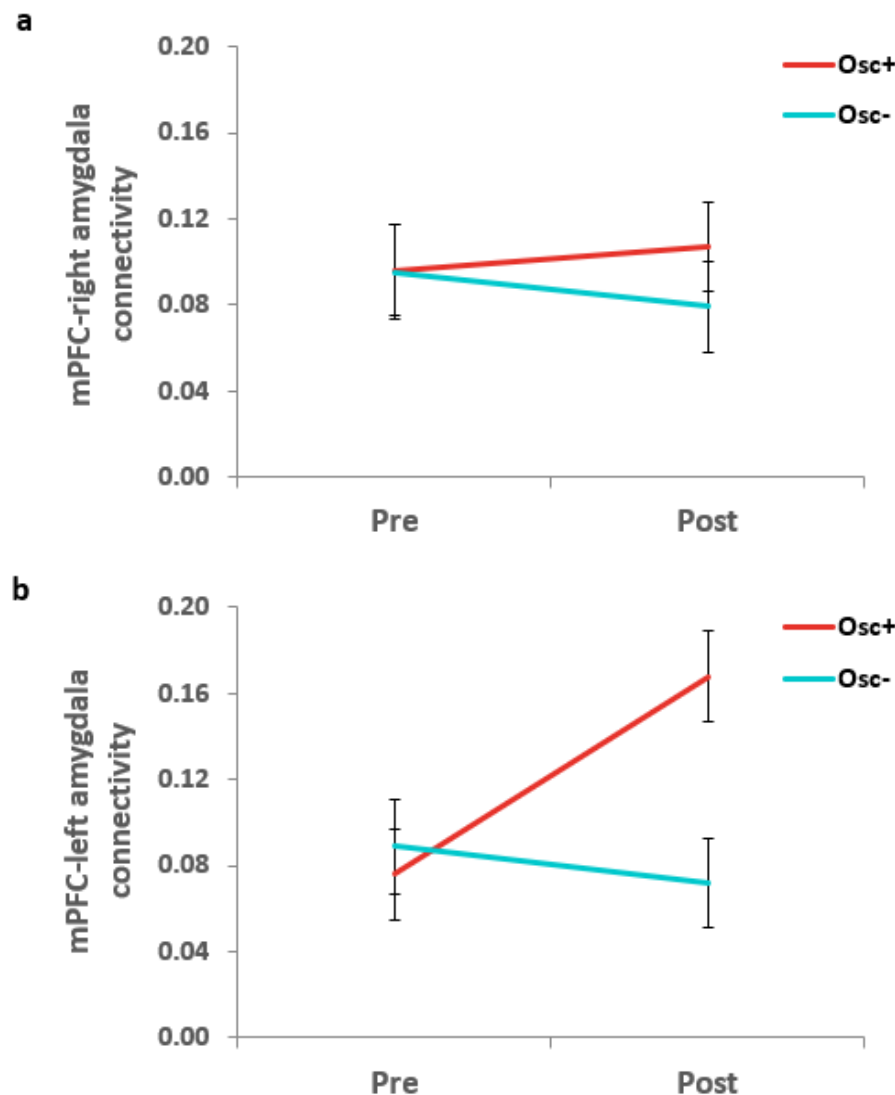 a
0.20
Osc+
0.16
Osc-
0.12
0.08
0.04
0.00
mPFC-right amygdala
connectivity
Pre Post
b
0.20
Osc+
0.16
Osc-
0.12
0.08
0.04
0.00
mPFC-left amygdala
connectivity
Pre Post